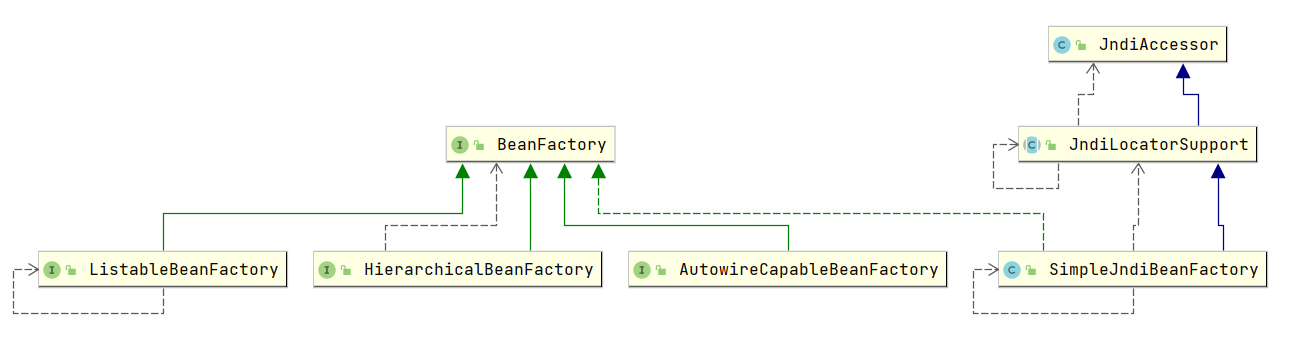 C JndiAccessor
I BeanFactory
C JndiLocatorSupport
I ListableBeanFactory
I HierarchicalBeanFactory
I AutowireCapableBeanFactory
C SimpleJndiBeanFactory